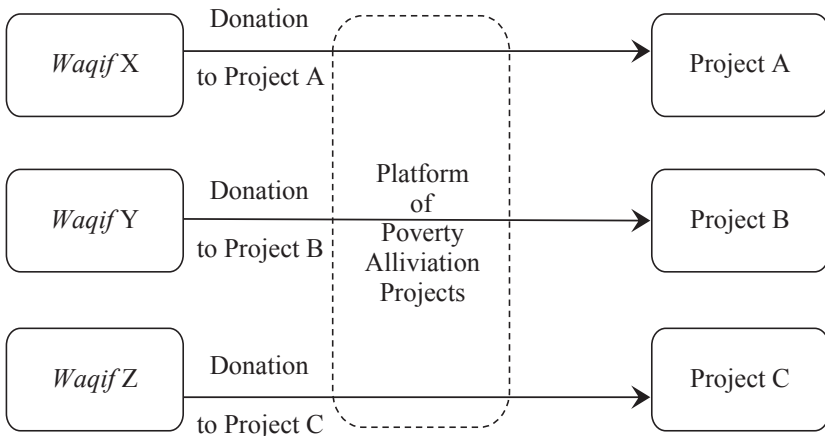 Donation
Waqif X
to Project A
Project A
Donation
Waqif Y
to Project B
Platform
of
Poverty
Alliviation
Projects
Project B
Donation
Waqif Z
to Project C
Project C